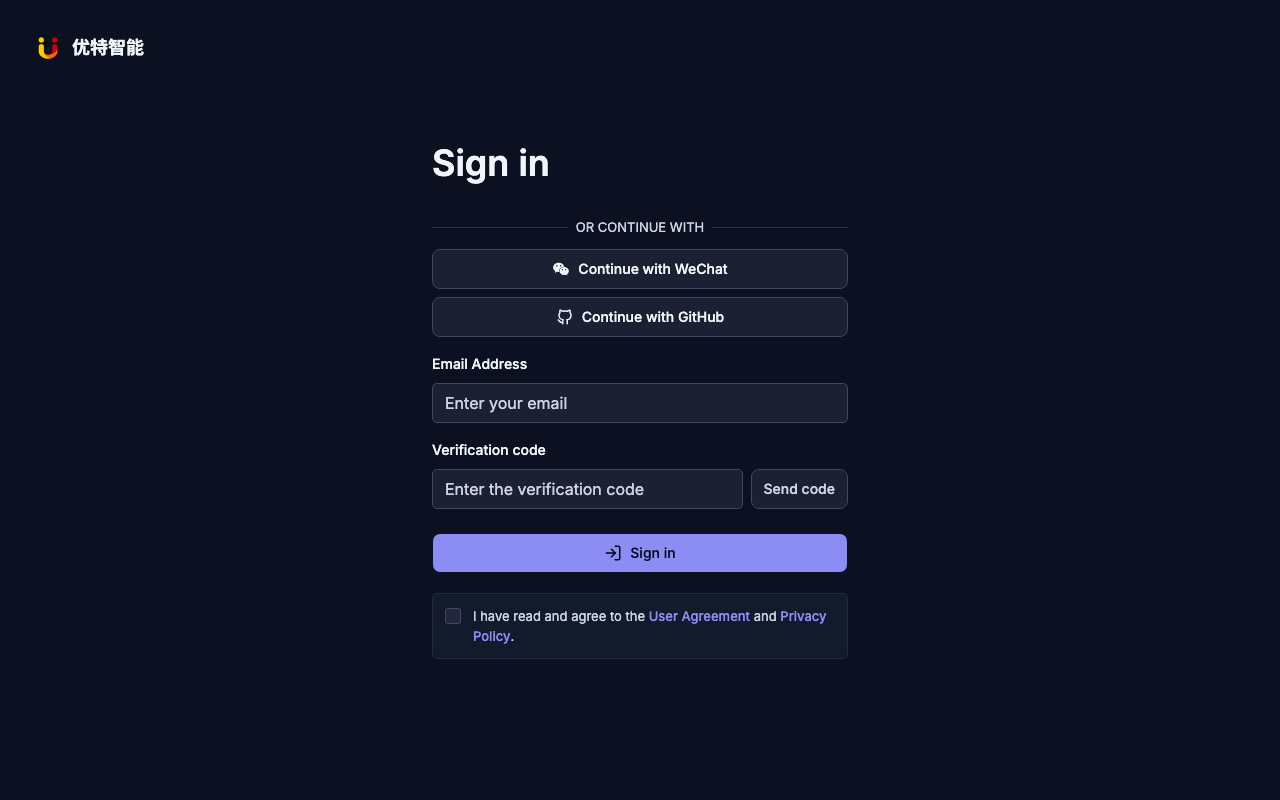 优特智能
Sign in
OR CONTINUE WITH
Continue with WeChat
Continue with GitHub
Email Address
Enter your email
Verification code
Enter the verification code
Send code
Sign in
I have read and agree to the User Agreement and Privacy
Policy.